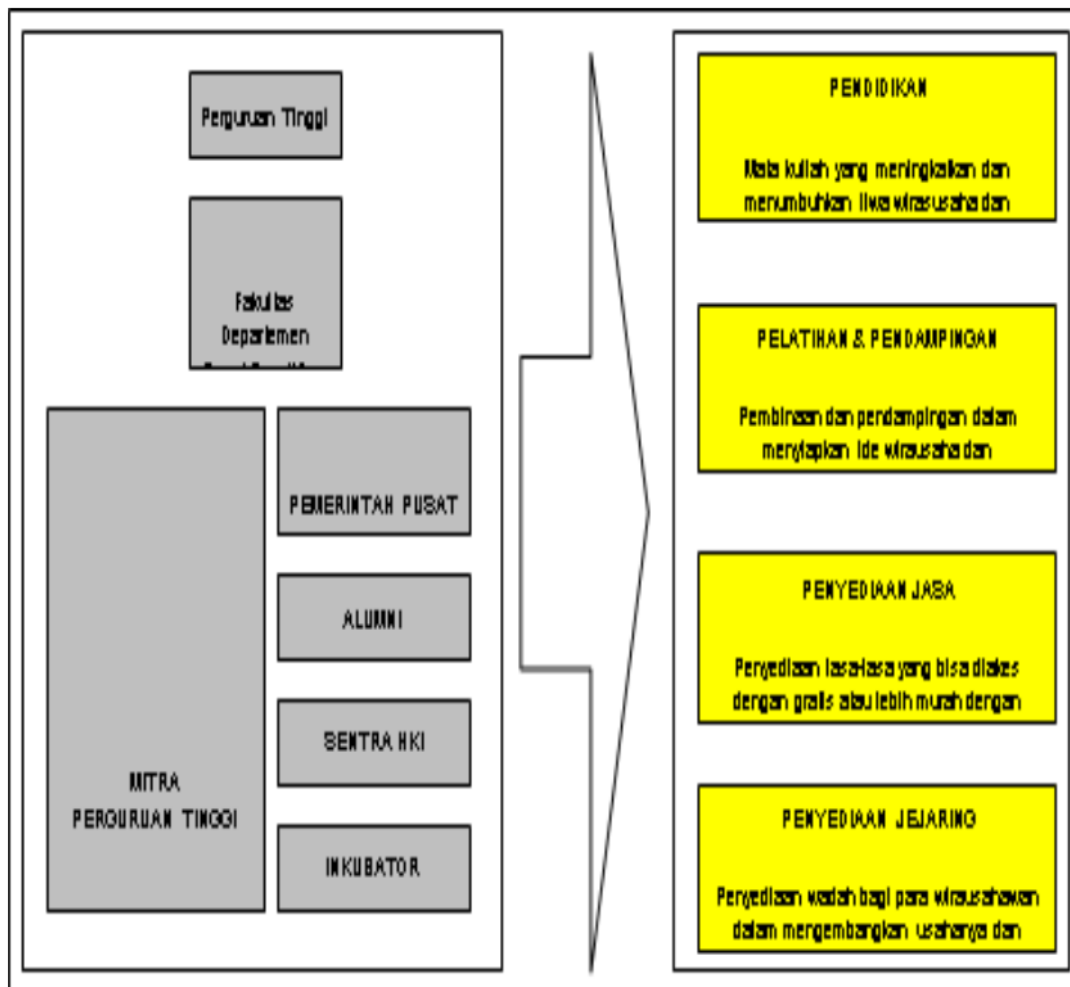 Perguruan Tinggi
Fakultas
Departemen
MITRA
PERGURUAN TINGGI
PEMERINTAH PUSAT
ALUMNI
SENTRA HKI
INKUBATOR
PENDIDIKAN
Mata kuliah yang meningkatkan dan
menumbuhkan jiwa wirausaha dan
PELATIHAN & PENDAMPINGAN
Pembinaan dan pendampingan dalam
menyiapkan ide wirausaha dan
PENYEDIAAN JASA
Penyediaan jasa-jasa yang bisa diakes
dengan gratis atau lebih murah dengan
PENYEDIAAN JEJARING
Penyediaan wadah bagi para wirausahawan
dalam mengembangkan usahanya dan